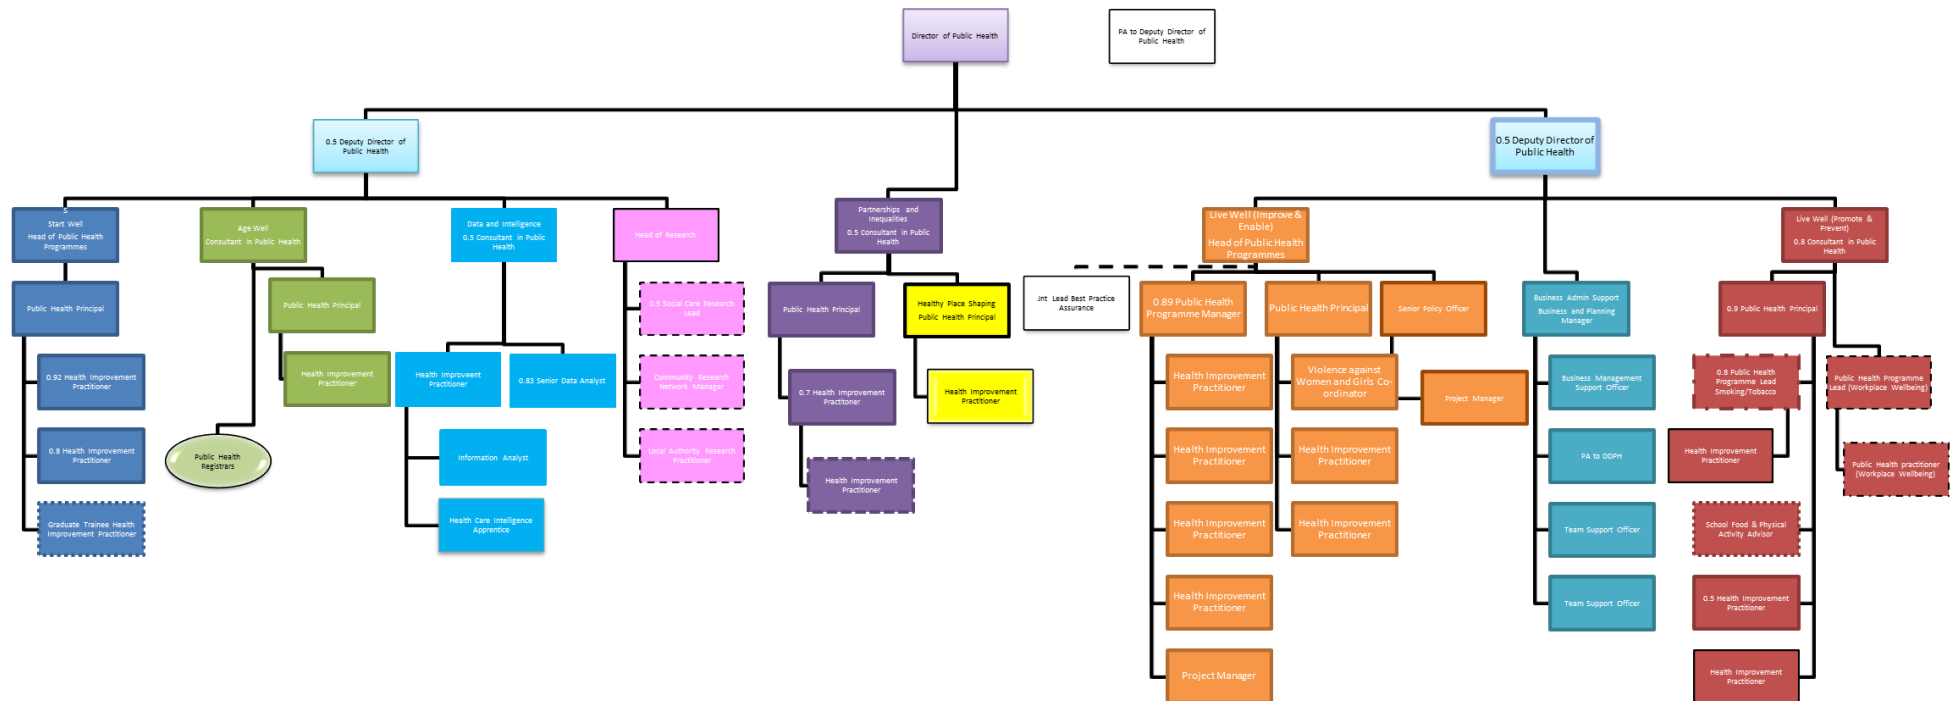 Director of Public Health
PA to Deputy Director of
Public Health
0.5 Deputy Director of
Public Health
0.5 Deputy Director of
Public Health
S
Start Well
Head of Public Health
Programmes
Age Well
Consultant in Public Health
Data and Intelligence
0.5 Consultant in Public
Health
Head of Research
Partnerships and
Inequalities
0.5 Consultant in Public
Health
Live Well (Improve &
Enable)
Head of Public Health
Programmes
Live Well (Promote &
Prevent)
0.8 Consultant in Public
Health
Public Health Principal
Public Health Principal
0.5 Social Care Research
Lead
Public Health Principal
Healthy Place Shaping
Public Health Principal
Jnt Lead Best Practice
Assurance
0.89 Public Health
Programme Manager
Public Health Principal
Senior Policy Officer
Business Admin Support
Business and Planning
Manager
0.9 Public Health Principal
0.92 Health Improvement
Practitioner
Health Improvement
Practitioner
Health Improveent
Practitioner
0.83 Senior Data Analyst
Community Research
Network Manager
0.7 Health Improvement
Practitoner
Health Improvement
Practitioner
Health Improvement
Practitioner
Violence against
Women and Girls Co-
ordinator
Project Manager
Business Management
Support Officer
0.8 Public Health
Programme Lead
Smoking/Tobacco
Public Health Programme
Lead (Workplace Wellbeing)
0.8 Health Improvement
Practitioner
Public Health
Registrars
Information Analyst
Local Authority Research
Practitioner
Health Improvement
Practitioner
Health Improvement
Practitioner
Health Improvement
Practitioner
PA to DDPH
Health Improvement
Practitioner
Public Health practitioner
(Workplace Wellbeing)
Graduate Trainee Health
Improvement Practitioner
Health Care Intelligence
Apprentice
Health Improvement
Practitioner
Health Improvement
Practitioner
Team Support Officer
School Food & Physical
Activity Advisor
Health Improvement
Practitioner
Team Support Officer
0.5 Health Improvement
Practitioner
Project Manager
Health Improvement
Practitioner